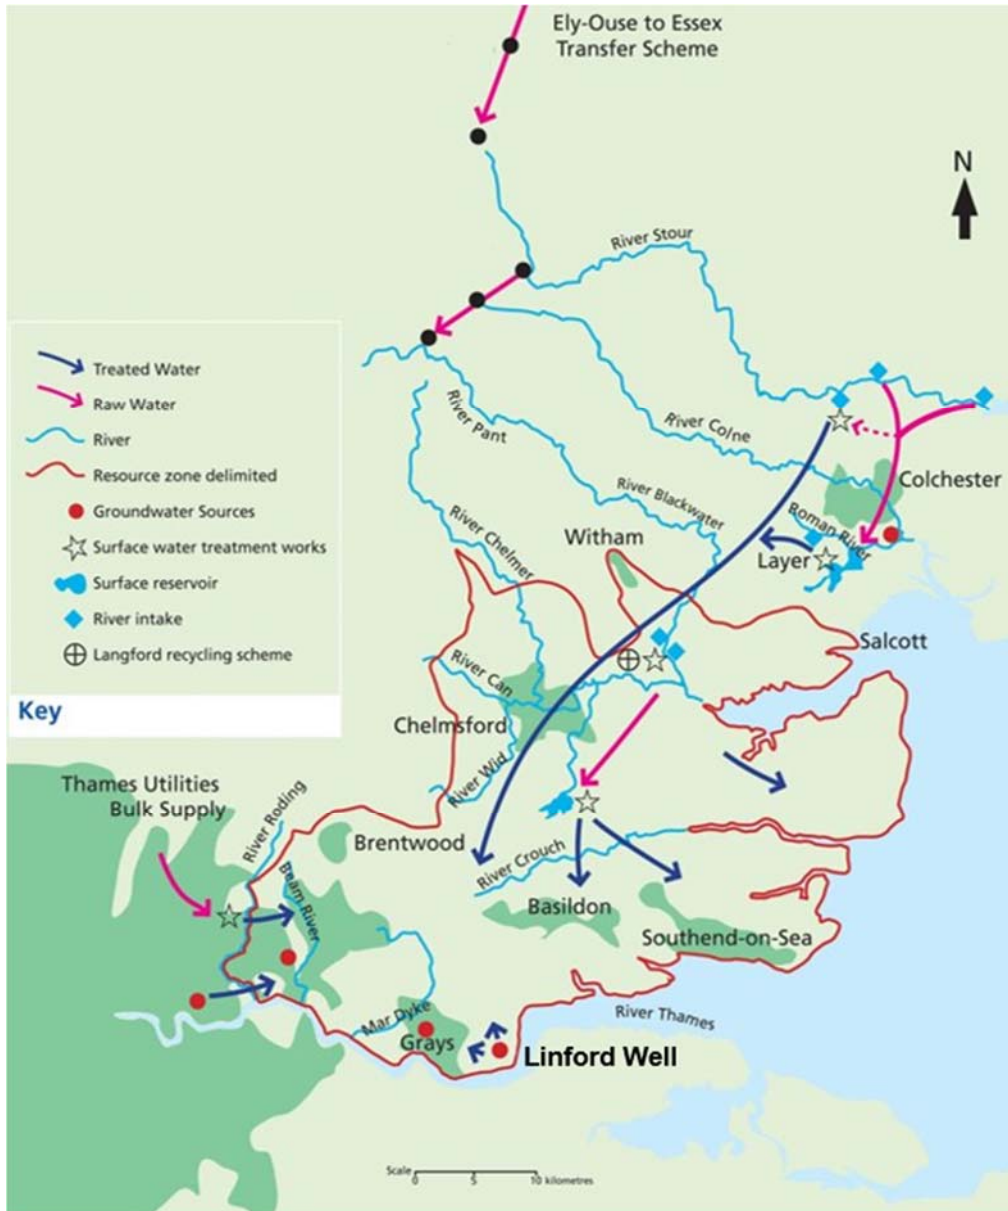 Ely-Ouse to Essex
Transfer Scheme
N
River Stour
Treated Water
Raw Water
River
Resource zone delimited
Groundwater Sources
Surface water treatment works
Surface reservoir
River intake
Langford recycling scheme
Key
River Pant
River Colne
Colchester
River Blackwater
Roman River
River Chelmer
Witham
Layer
Salcott
River Can
Chelmsford
River Wid
Thames Utilities
Bulk Supply
River Roding
Brentwood
River Crouch
Beam River
Basildon
Southend-on-Sea
Mar Dyke
River Thames
Grays
Linford Well
Scale
0 5 10 kilometres